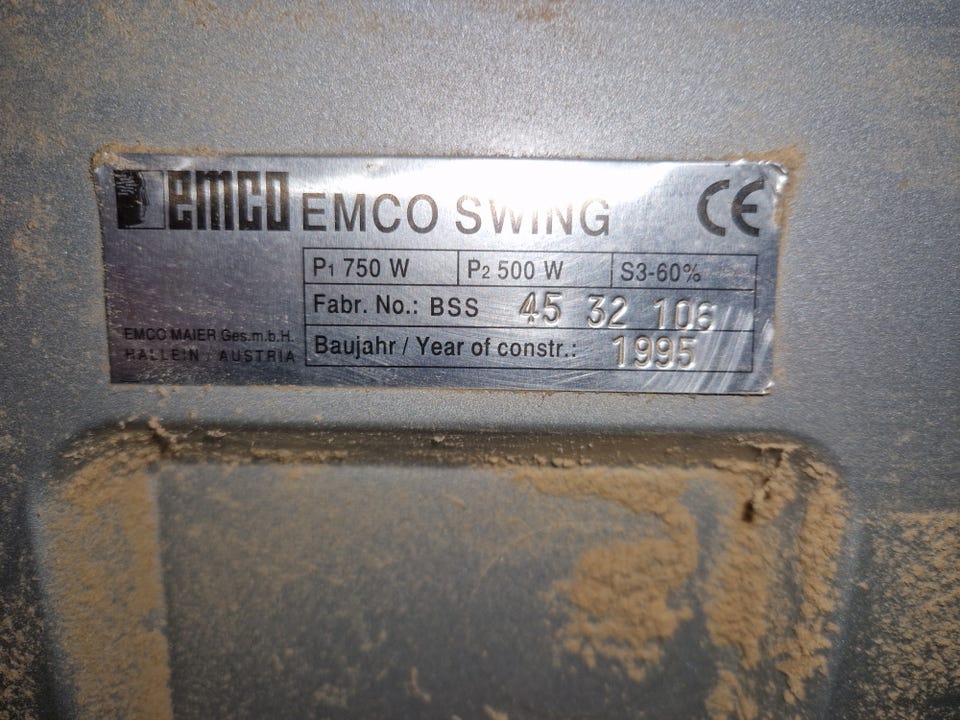 emco EMCO SWING CE
P1 750 W P2 500 W S3-60%
Fabr. No.: BSS 45 32 106
Baujahr / Year of constr.: 1995
EMCO MAIER Ges.m.b.H.
HALLEIN / AUSTRIA